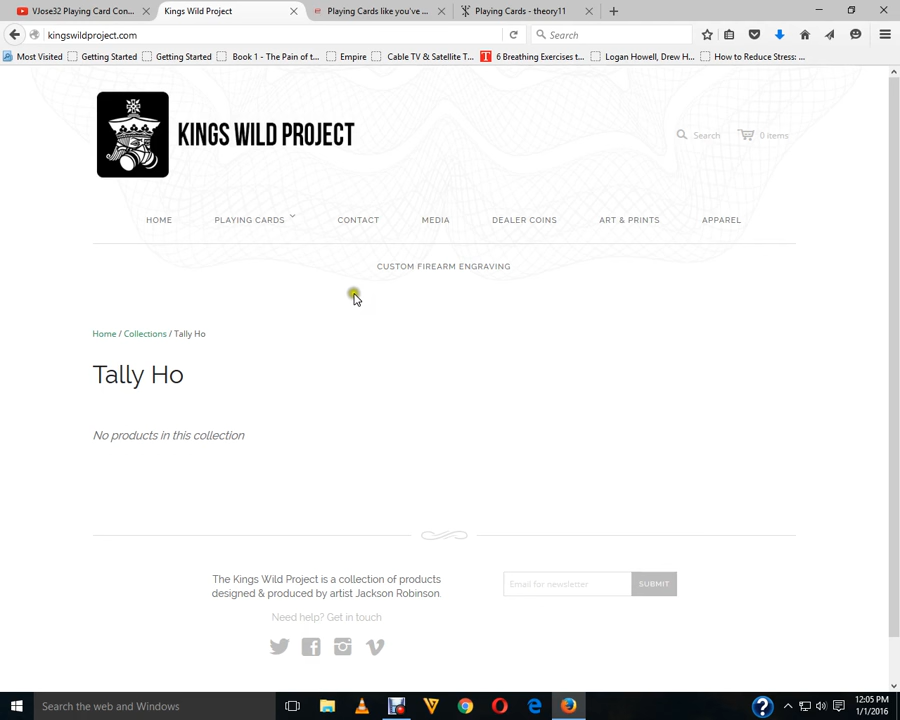 VJose32 Playing Card Con...
Kings Wild Project
Playing Cards like you've ...
Playing Cards - theory11
kingswildproject.com
Search
Most Visited
Getting Started
Getting Started
Book 1 - The Pain of t...
Empire
Cable TV & Satellite T...
6 Breathing Exercises t...
Logan Howell, Drew H...
How to Reduce Stress: ...
KINGS WILD PROJECT
Search
0 items
HOME
PLAYING CARDS
CONTACT
MEDIA
DEALER COINS
ART & PRINTS
APPAREL
CUSTOM FIREARM ENGRAVING
Home / Collections / Tally Ho
Tally Ho
No products in this collection
The Kings Wild Project is a collection of products
designed & produced by artist Jackson Robinson.
Need help? Get in touch
Email for newsletter
SUBMIT
Search the web and Windows
12:05 PM
1/1/2016